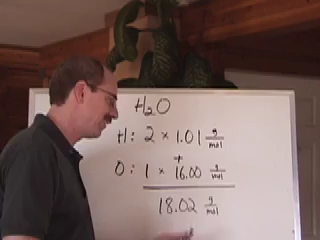 H₂O
H: 2 × 1.01 g/mol
+
O: 1 × 16.00 g/mol
18.02 g/mol